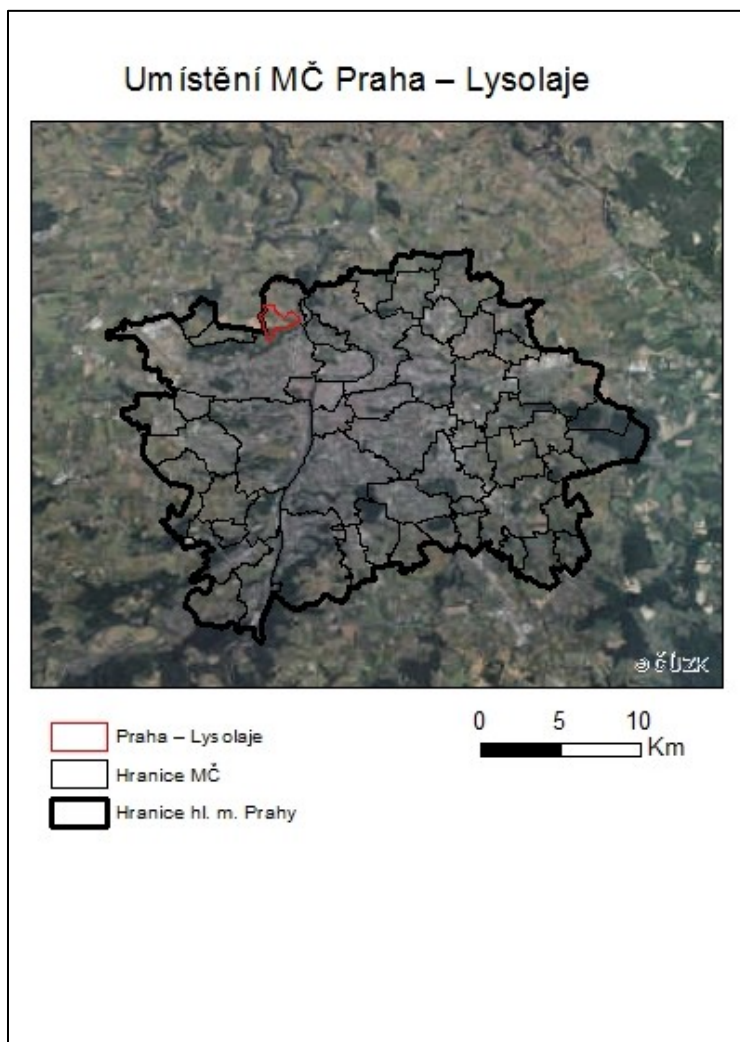 Umístění MČ Praha – Lysolaje
© ČÚZK
Praha – Lysolaje
Hranice MČ
Hranice hl. m. Prahy
0 5 10
Km